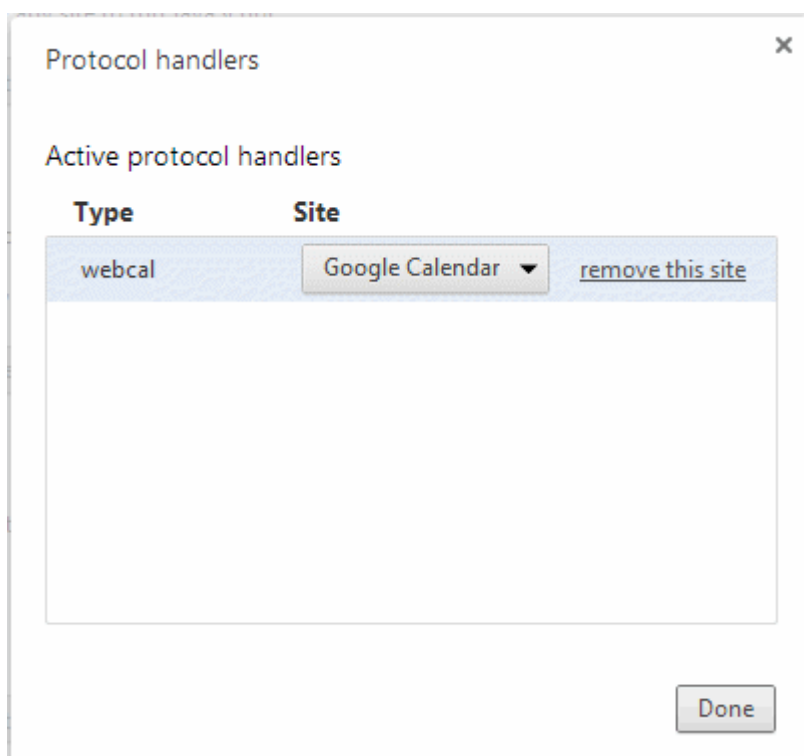 Protocol handlers
Active protocol handlers
Type Site
webcal Google Calendar remove this site
Done